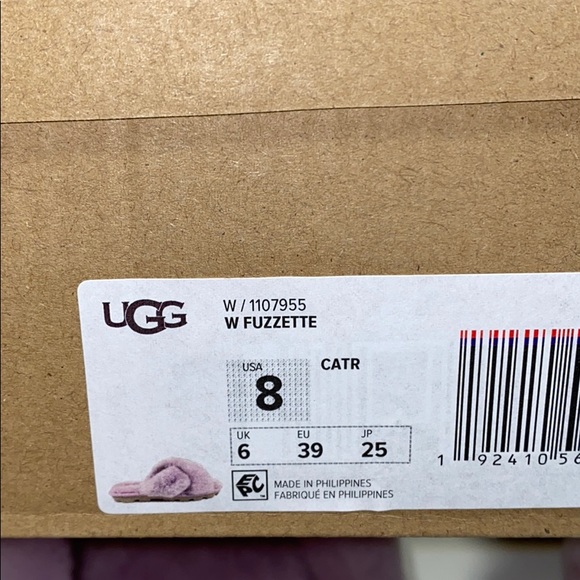 UGG
W / 1107955
W FUZZETTE
USA
8
CATR
UK EU JP
6 39 25
EPC
MADE IN PHILIPPINES
FABRIQUÉ EN PHILIPPINES
1 92410 56